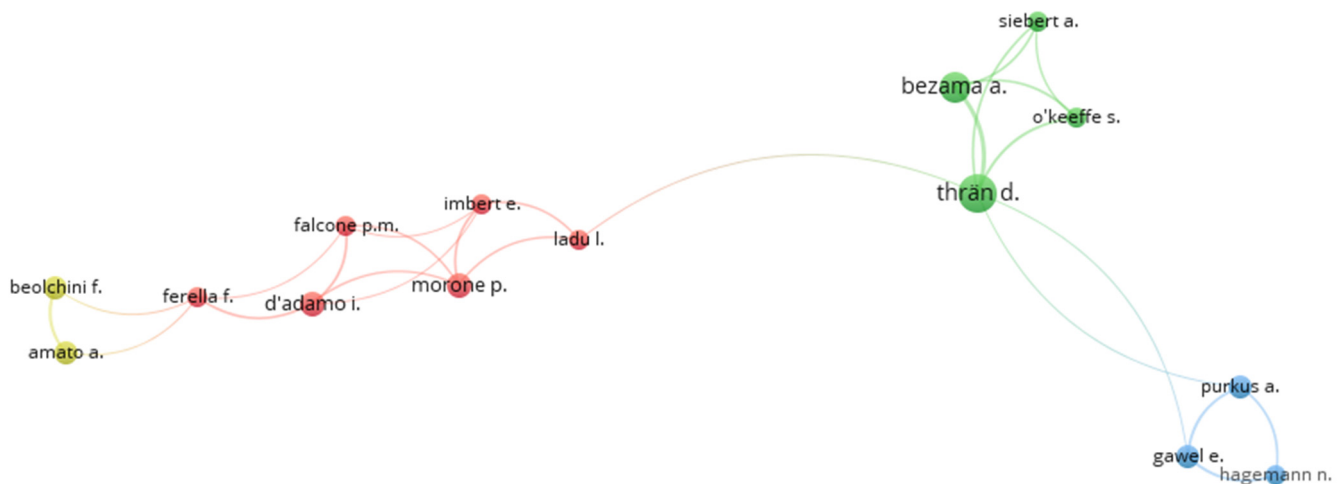 siebert a.
bezama a.
o'keeffe s.
thrän d.
imbert e.
falcone p.m.
ladu l.
beolchini f.
ferella f.
d'adamo i.
morone p.
amato a.
purkus a.
gawel e.
hagemann n.